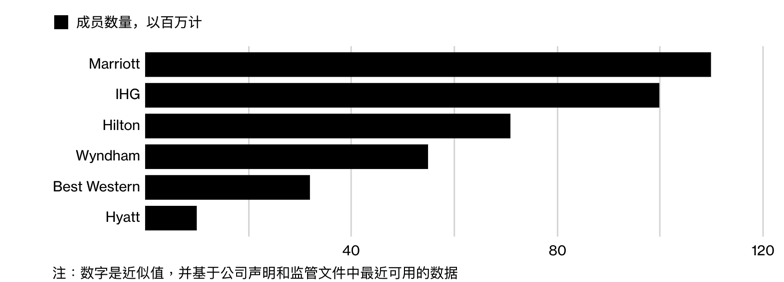 成员数量，以百万计
Marriott
IHG
Hilton
Wyndham
Best Western
Hyatt
40 80 120
注：数字是近似值，并基于公司声明和监管文件中最近可用的数据